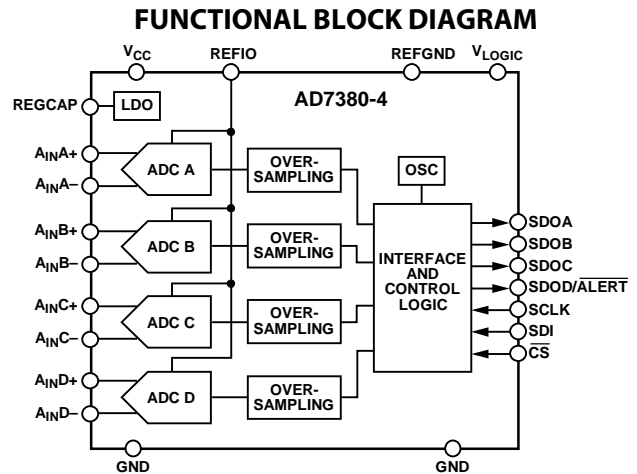 FUNCTIONAL BLOCK DIAGRAM
VCC
REFIO
REFGND
VLOGIC
REGCAP
LDO
AD7380-4
AINA+
AINA−
ADC A
OVER-
SAMPLING
OSC
AINB+
AINB−
ADC B
OVER-
SAMPLING
INTERFACE
AND
CONTROL
LOGIC
SDOA
SDOB
SDOC
SDOD/ALERT
SCLK
SDI
CS
AINC+
AINC−
ADC C
OVER-
SAMPLING
AIND+
AIND−
ADC D
OVER-
SAMPLING
GND
GND